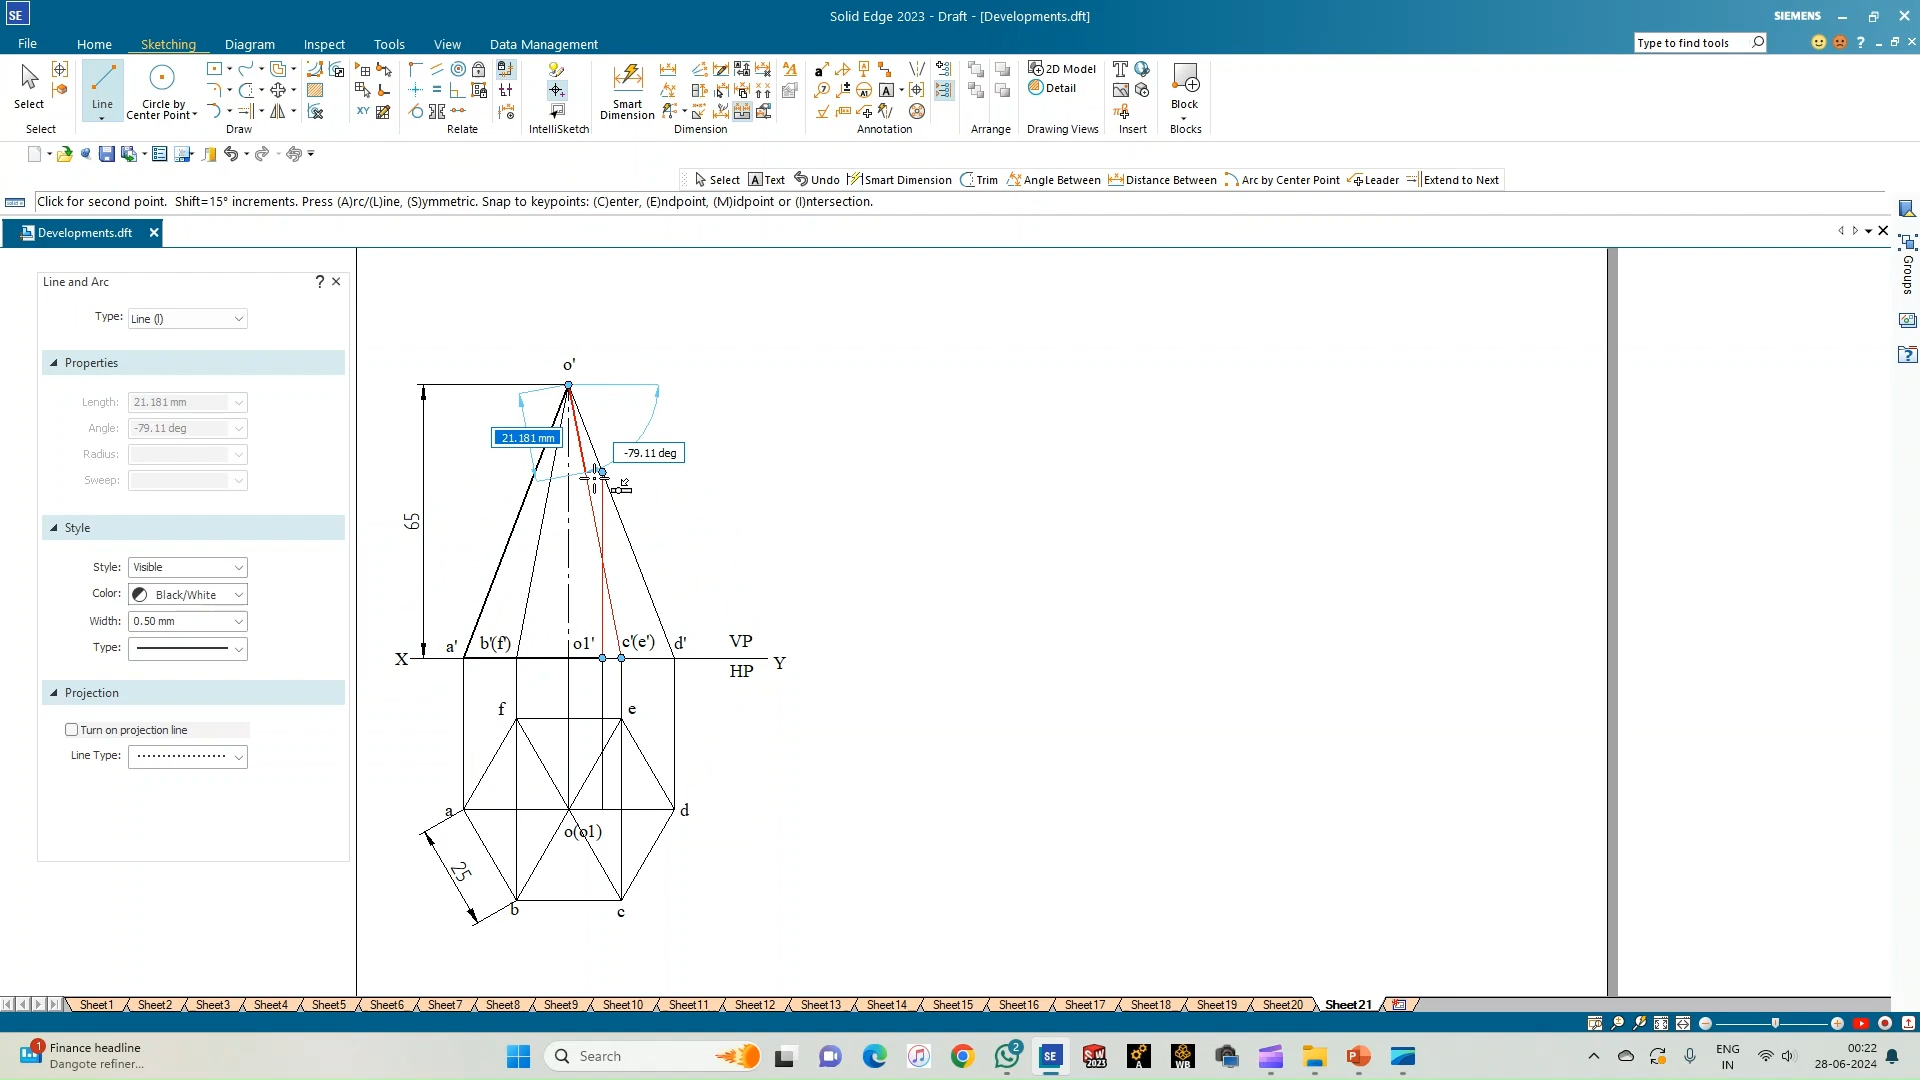 SE
Solid Edge 2023 - Draft - [Developments.dft]
SIEMENS
File
Home
Sketching
Diagram
Inspect
Tools
View
Data Management
Type to find tools
Select
Line
Circle by
Center Point
Smart
Dimension
2D Model
Detail
Block
Select
Draw
Relate
IntelliSketch
Dimension
Annotation
Arrange
Drawing Views
Insert
Blocks
Select
Text
Undo
Smart Dimension
Trim
Angle Between
Distance Between
Arc by Center Point
Leader
Extend to Next
Click for second point. Shift=15° increments. Press (A)rc/(L)ine, (S)ymmetric. Snap to keypoints: (C)enter, (E)ndpoint, (M)idpoint or (I)ntersection.
Developments.dft
Groups
Line and Arc
Type: Line (l)
Properties
Length: 21.181 mm
Angle: -79.11 deg
Radius:
Sweep:
Style
Style: Visible
Color: Black/White
Width: 0.50 mm
Type:
Projection
Turn on projection line
Line Type:
o'
21.181 mm
-79.11 deg
65
a'
b'(f')
o1'
c'(e')
d'
VP
X
Y
HP
f
e
a
d
o(o1)
25
b
c
Sheet1
Sheet2
Sheet3
Sheet4
Sheet5
Sheet6
Sheet7
Sheet8
Sheet9
Sheet10
Sheet11
Sheet12
Sheet13
Sheet14
Sheet15
Sheet16
Sheet17
Sheet18
Sheet19
Sheet20
Sheet21
1
Finance headline
Dangote refiner...
Search
2
SE
2023
A
WB
ENG
IN
00:22
28-06-2024